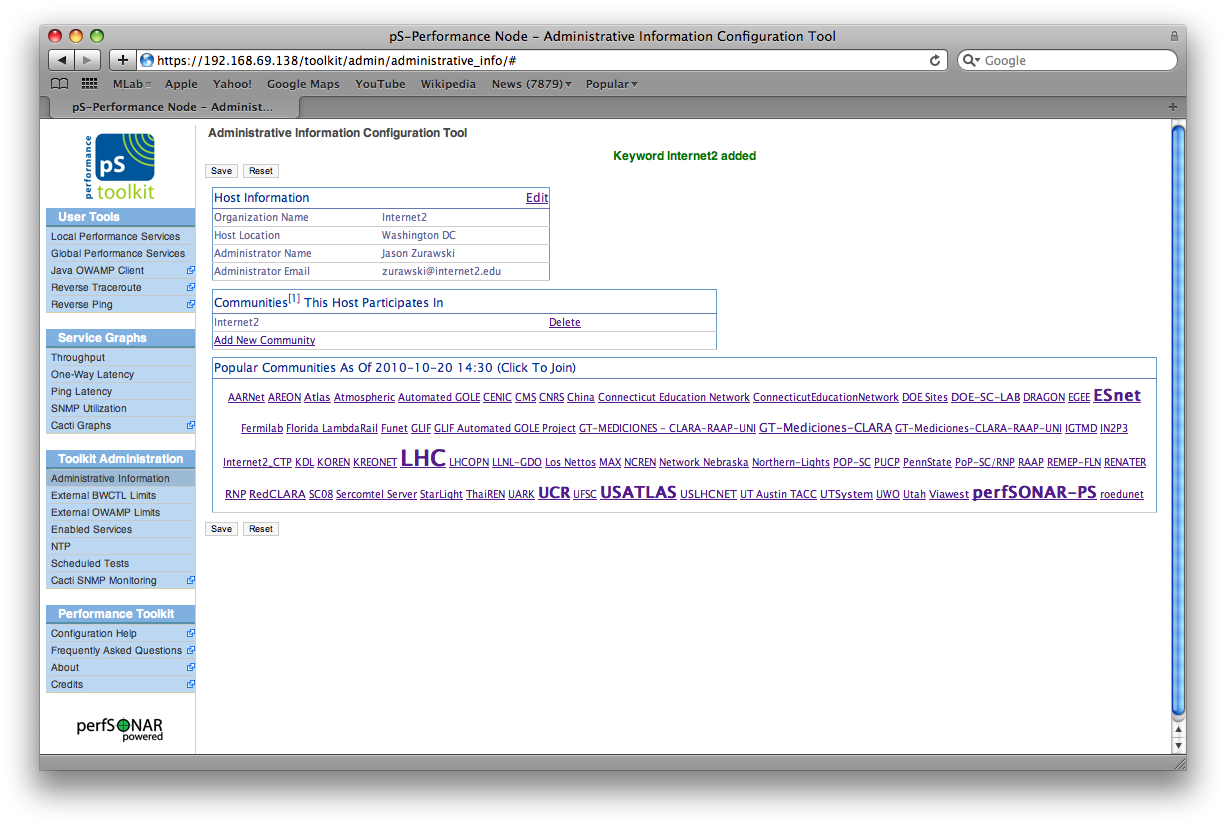 pS-Performance Node - Administrative Information Configuration Tool
https://192.168.69.138/toolkit/admin/administrative_info/#
Google
MLab Apple Yahoo! Google Maps YouTube Wikipedia News (7879) Popular
pS-Performance Node - Administ...
performance
pS
toolkit
User Tools
Local Performance Services
Global Performance Services
Java OWAMP Client
Reverse Traceroute
Reverse Ping
Service Graphs
Throughput
One-Way Latency
Ping Latency
SNMP Utilization
Cacti Graphs
Toolkit Administration
Administrative Information
External BWCTL Limits
External OWAMP Limits
Enabled Services
NTP
Scheduled Tests
Cacti SNMP Monitoring
Performance Toolkit
Configuration Help
Frequently Asked Questions
About
Credits
perfSONAR
powered
Administrative Information Configuration Tool
Keyword Internet2 added
Save Reset
Host Information Edit
Organization Name Internet2
Host Location Washington DC
Administrator Name Jason Zurawski
Administrator Email zurawski@internet2.edu
Communities[1] This Host Participates In
Internet2 Delete
Add New Community
Popular Communities As Of 2010-10-20 14:30 (Click To Join)
AARNet AREON Atlas Atmospheric Automated GOLE CENIC CMS CNRS China Connecticut Education Network ConnecticutEducationNetwork DOE Sites DOE-SC-LAB DRAGON EGEE ESnet
Fermilab Florida LambdaRail Funet GLIF GLIF Automated GOLE Project GT-MEDICIONES - CLARA-RAAP-UNI GT-Mediciones-CLARA GT-Mediciones-CLARA-RAAP-UNI IGTMD IN2P3
Internet2_CTP KDL KOREN KREONET LHC LHCOPN LLNL-GDO Los Nettos MAX NCREN Network Nebraska Northern-Lights POP-SC PUCP PennState PoP-SC/RNP RAAP REMEP-FLN RENATER
RNP RedCLARA SC08 Sercomtel Server StarLight ThaiREN UARK UCR UFSC USATLAS USLHCNET UT Austin TACC UTSystem UWO Utah Viawest perfSONAR-PS roedunet
Save Reset